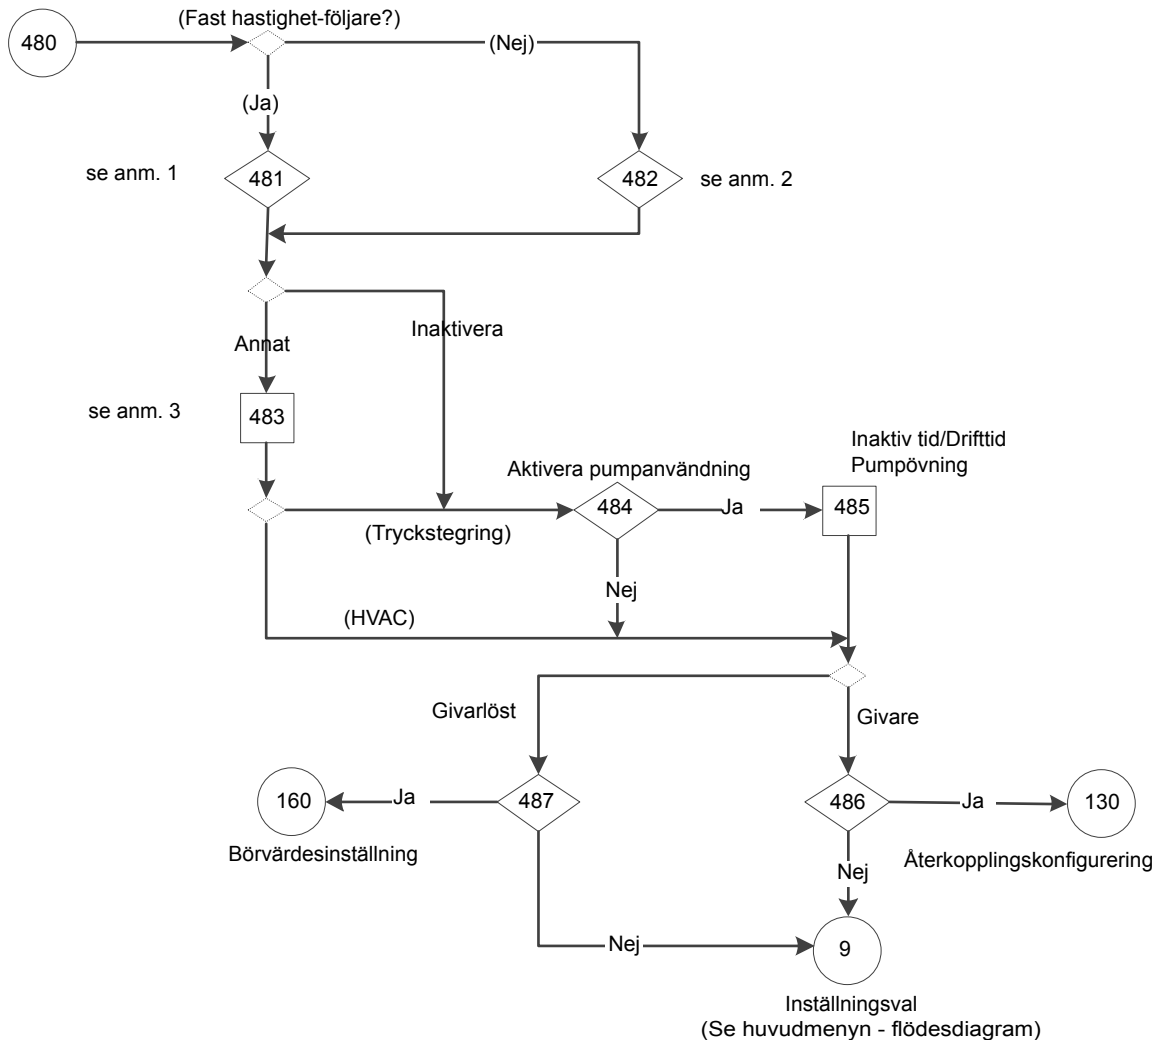 (Fast hastighet-följare?)
480
(Nej)
(Ja)
se anm. 1
481
482
se anm. 2
Inaktivera
Annat
se anm. 3
483
Inaktiv tid/Drifttid
Pumpövning
Aktivera pumpanvändning
484
Ja
485
(Tryckstegring)
Nej
(HVAC)
Givarlöst
Givare
160
Ja
487
486
Ja
130
Börvärdesinställning
Återkopplingskonfigurering
Nej
Nej
9
Inställningsval
(Se huvudmenyn - flödesdiagram)